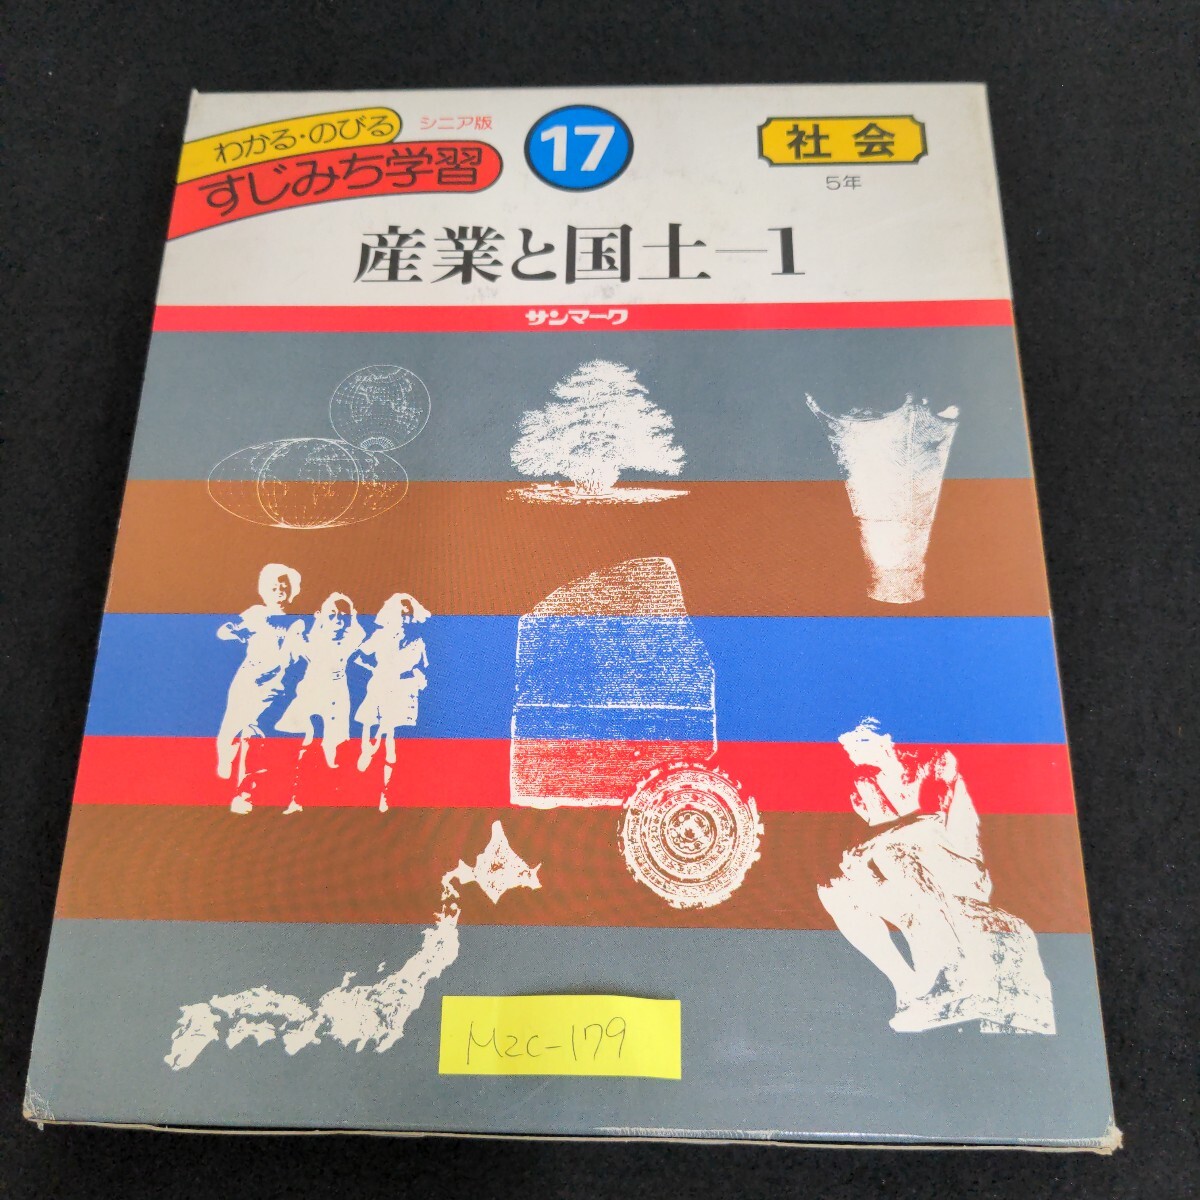 わかる・のびる
すじみち学習
シニア版
17
社会
5年
産業と国土—1
サンマーク
Mzc-179